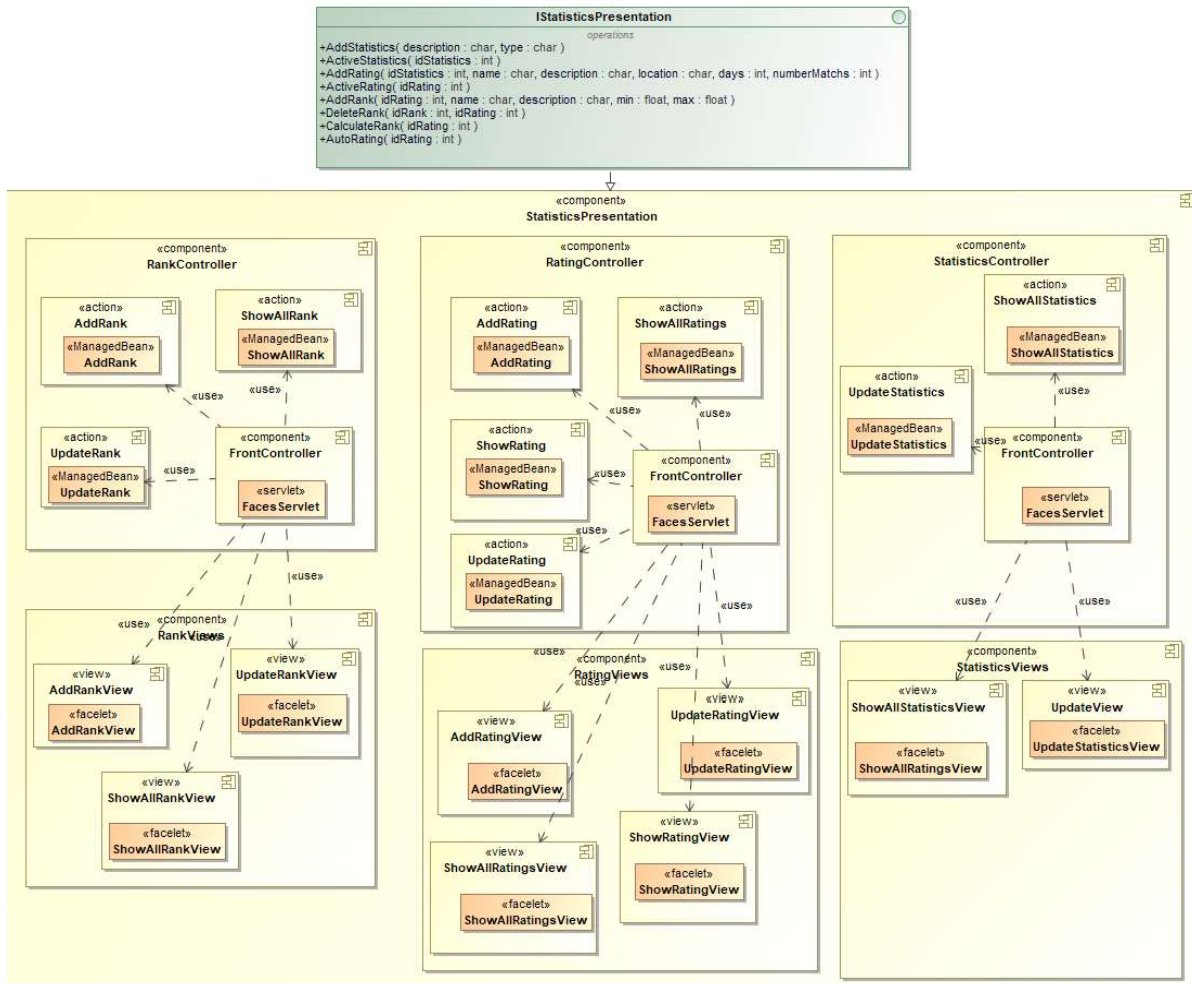 IStatisticsPresentation
operations
+AddStatistics( description : char, type : char )
+ActiveStatistics( idStatistics : int )
+AddRating( idStatistics : int, name : char, description : char, location : char, days : int, numberMatchs : int )
+ActiveRating( idRating : int )
+AddRank( idRating : int, name : char, description : char, min : float, max : float )
+DeleteRank( idRank : int, idRating : int )
+CalculateRank( idRating : int )
+AutoRating( idRating : int )
«component»
StatisticsPresentation
«component»
RankController
«action»
AddRank
«ManagedBean»
AddRank
«action»
ShowAllRank
«ManagedBean»
ShowAllRank
«use»
«use»
«action»
UpdateRank
«ManagedBean»
UpdateRank
«use»
«component»
FrontController
«servlet»
FacesServlet
«use»
«use»
«use»
«component»
RankViews
«view»
AddRankView
«facelet»
AddRankView
«view»
UpdateRankView
«facelet»
UpdateRankView
«view»
ShowAllRankView
«facelet»
ShowAllRankView
«component»
RatingController
«action»
AddRating
«ManagedBean»
AddRating
«action»
ShowAllRatings
«ManagedBean»
ShowAllRatings
«use»
«use»
«action»
ShowRating
«ManagedBean»
ShowRating
«use»
«component»
FrontController
«servlet»
FacesServlet
«use»
«action»
UpdateRating
«ManagedBean»
UpdateRating
«use»
«use»
«use»
«use»
«component»
RatingViews
«view»
AddRatingView
«facelet»
AddRatingView
«view»
UpdateRatingView
«facelet»
UpdateRatingView
«view»
ShowAllRatingsView
«facelet»
ShowAllRatingsView
«view»
ShowRatingView
«facelet»
ShowRatingView
«component»
StatisticsController
«action»
ShowAllStatistics
«ManagedBean»
ShowAllStatistics
«action»
UpdateStatistics
«ManagedBean»
UpdateStatistics
«use»
«use»
«component»
FrontController
«servlet»
FacesServlet
«use»
«use»
«component»
StatisticsViews
«view»
ShowAllStatisticsView
«facelet»
ShowAllRatingsView
«view»
UpdateView
«facelet»
UpdateStatisticsView